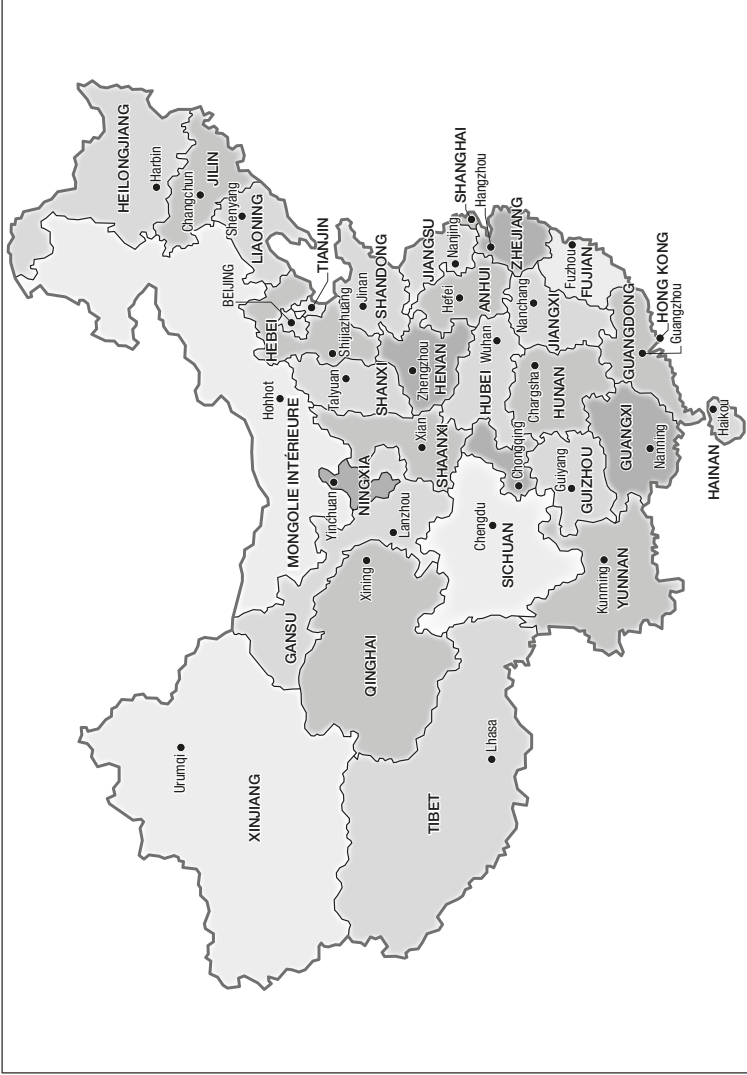 HEILONGJIANG
Harbin
Changchun
JILIN
Shenyang
LIAONING
BEIJING
TIANJIN
HEBEI
Shijiazhuang
Jinan
SHANDONG
Hohhot
MONGOLIE INTÉRIEURE
Taiyuan
SHANXI
Urumqi
XINJIANG
GANSU
Yinchuan
NINGXIA
Lanzhou
Xining
QINGHAI
Xian
SHAANXI
Zhengzhou
HENAN
JIANGSU
Nanjing
SHANGHAI
Hangzhou
ZHEJIANG
Hefei
ANHUI
HUBEI
Wuhan
TIBET
Lhasa
Chengdu
SICHUAN
Chongqing
Chargsha
HUNAN
Nanchang
JIANGXI
Fuzhou
FUJIAN
Guiyang
GUIZHOU
Kunming
YUNNAN
GUANGXI
Nanning
GUANGDONG
HONG KONG
Guangzhou
HAINAN
Haikou